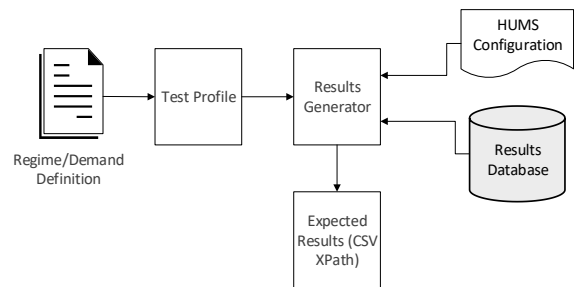 Regime/Demand
Definition
Test Profile
Results
Generator
HUMS
Configuration
Results
Database
Expected
Results (CSV
XPath)